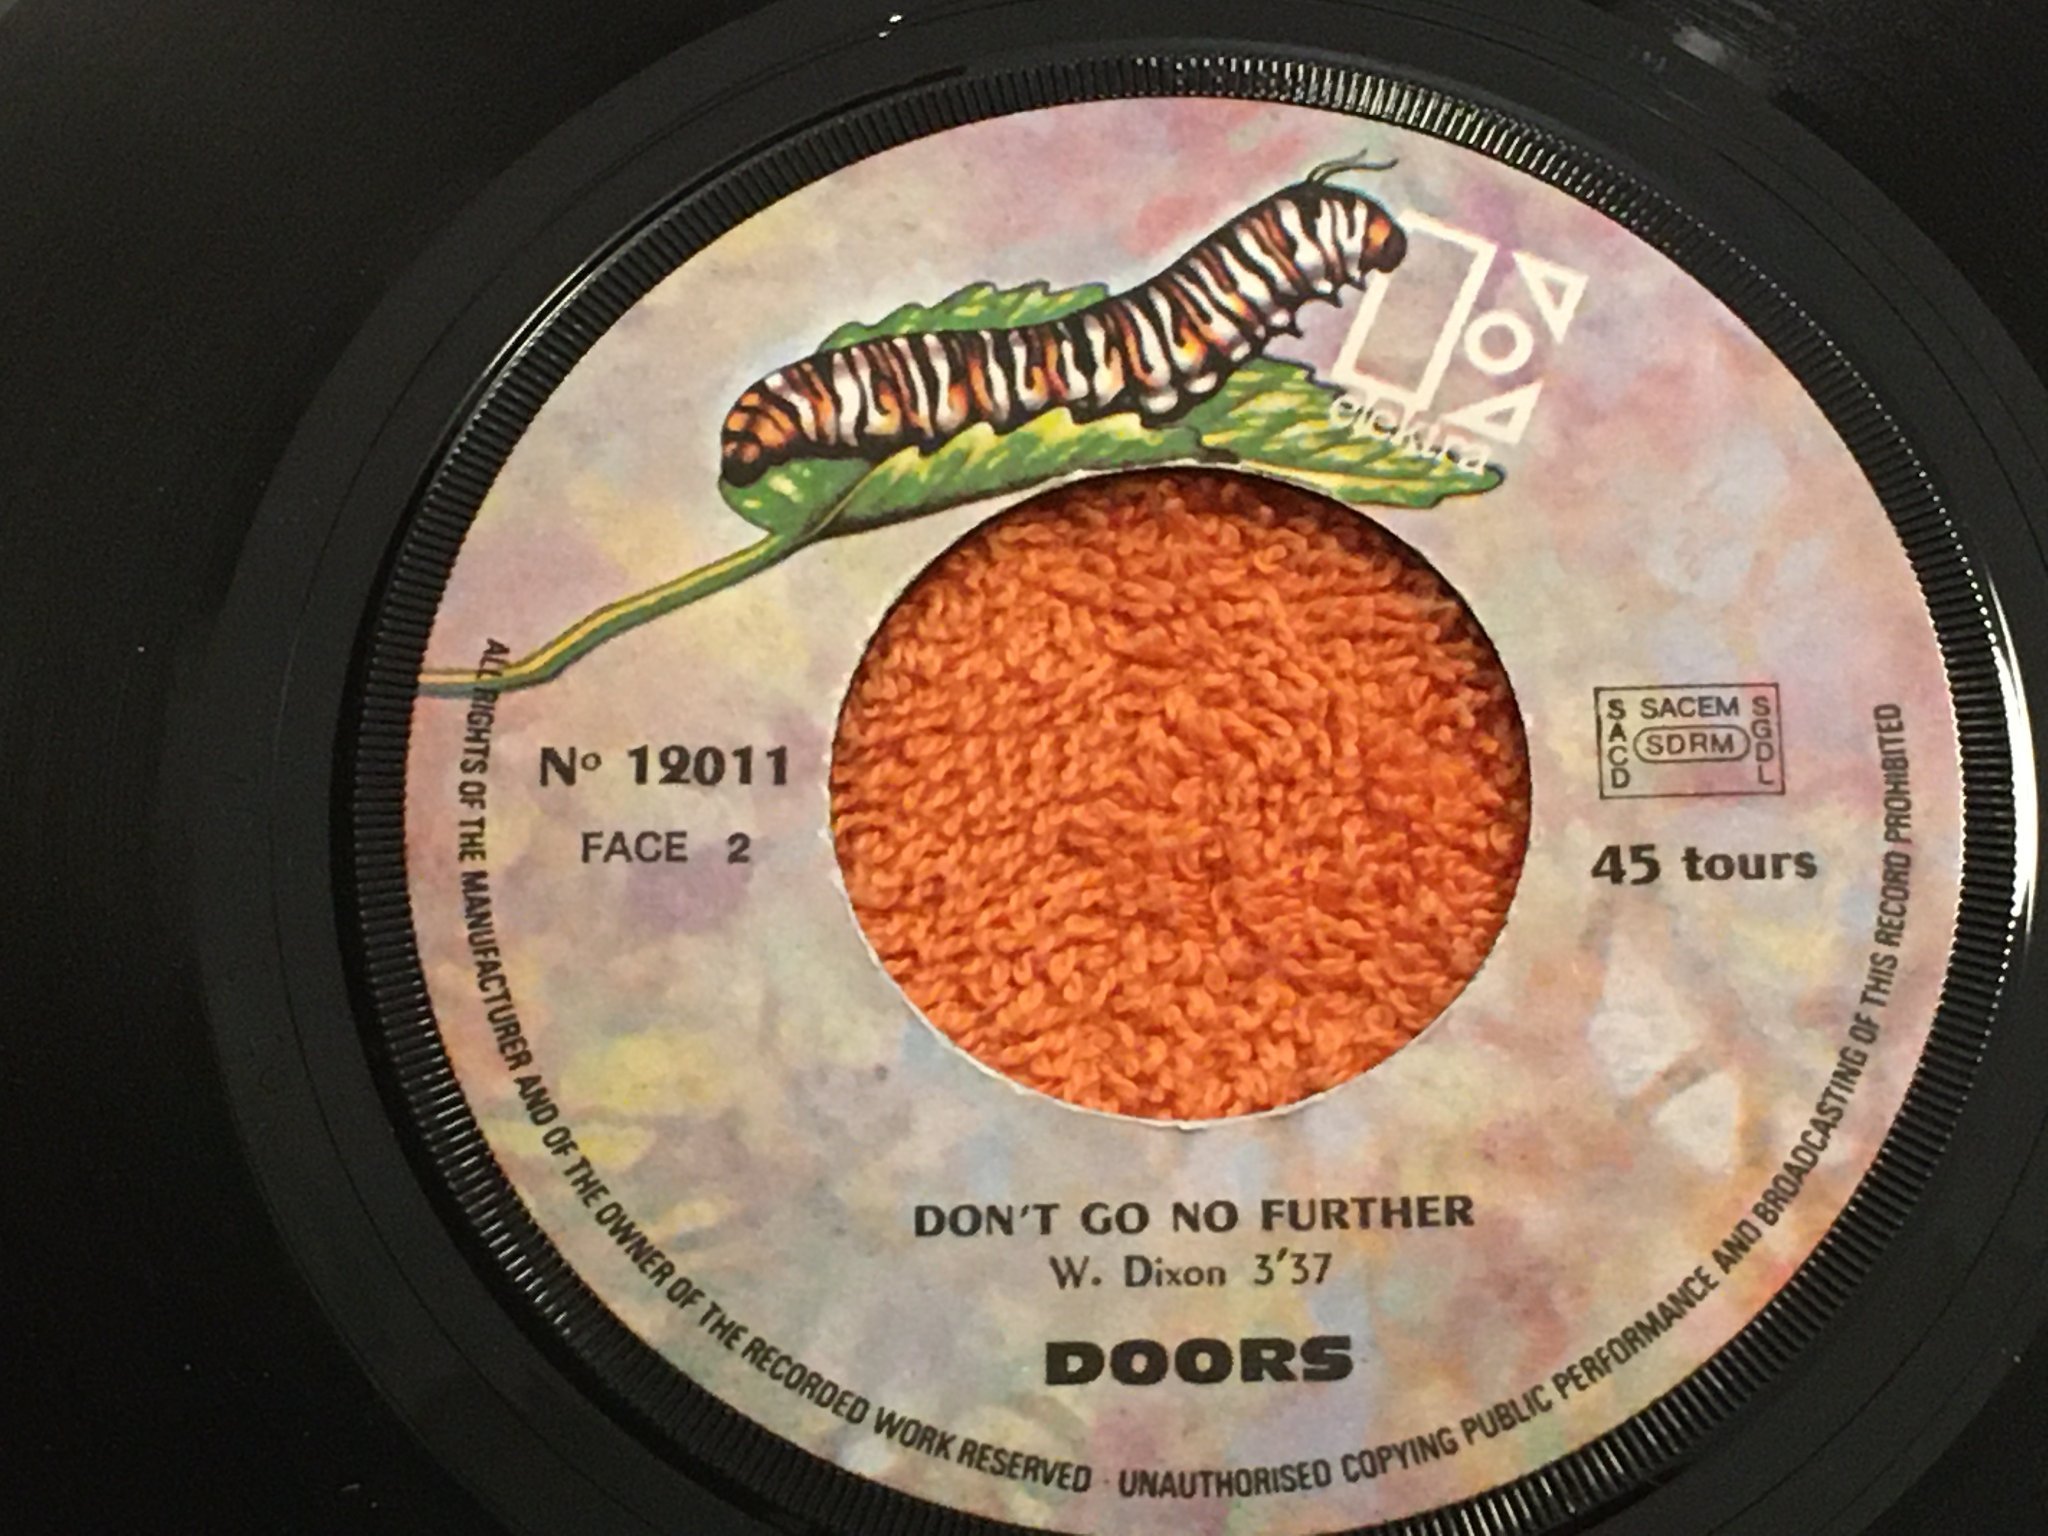 elektra
Nº 12011
FACE 2
SACD
SACEM
SDRM
SGDL
45 tours
DON'T GO NO FURTHER
W. Dixon 3'37
DOORS
ALL RIGHTS OF THE MANUFACTURER AND OF THE OWNER OF THE RECORDED WORK RESERVED · UNAUTHORISED COPYING PUBLIC PERFORMANCE AND BROADCASTING OF THIS RECORD PROHIBITED